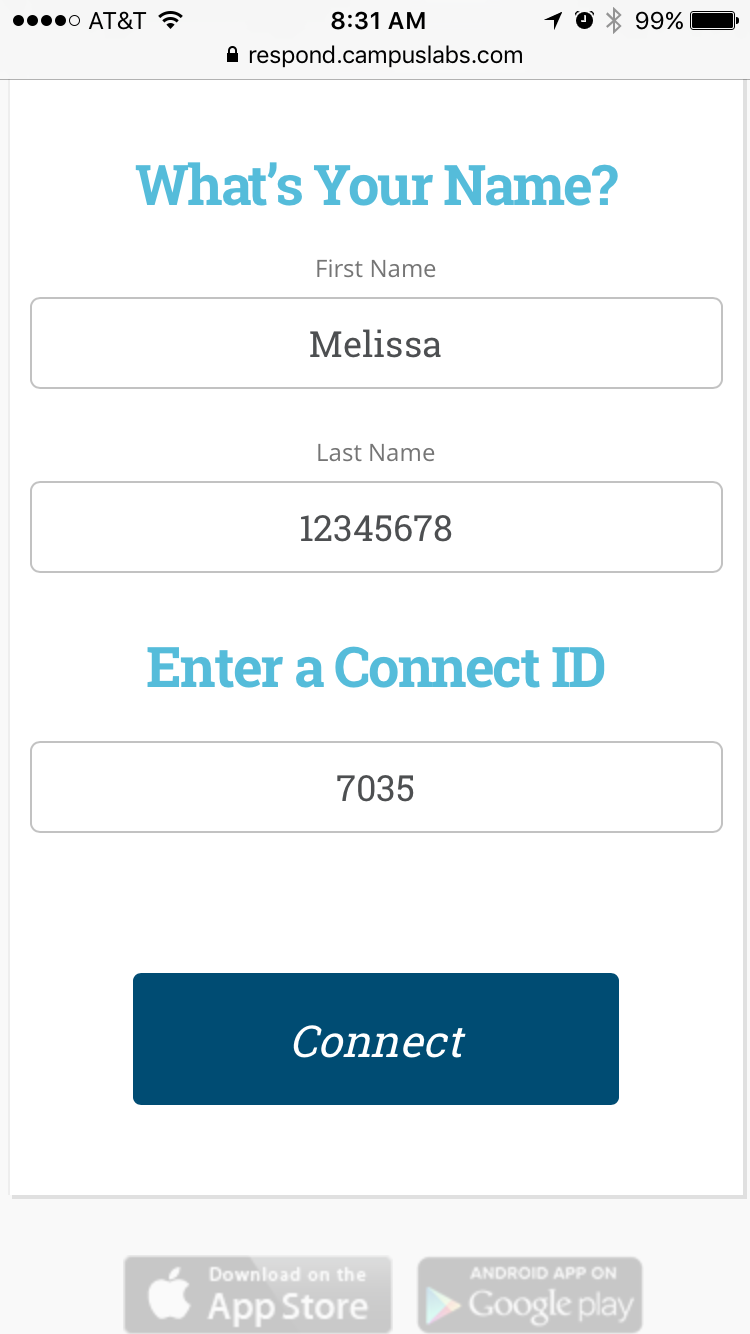 AT&T 8:31 AM 99%
respond.campuslabs.com
What's Your Name?
First Name
Melissa
Last Name
12345678
Enter a Connect ID
7035
Connect
Download on the
App Store
ANDROID APP ON
Google play